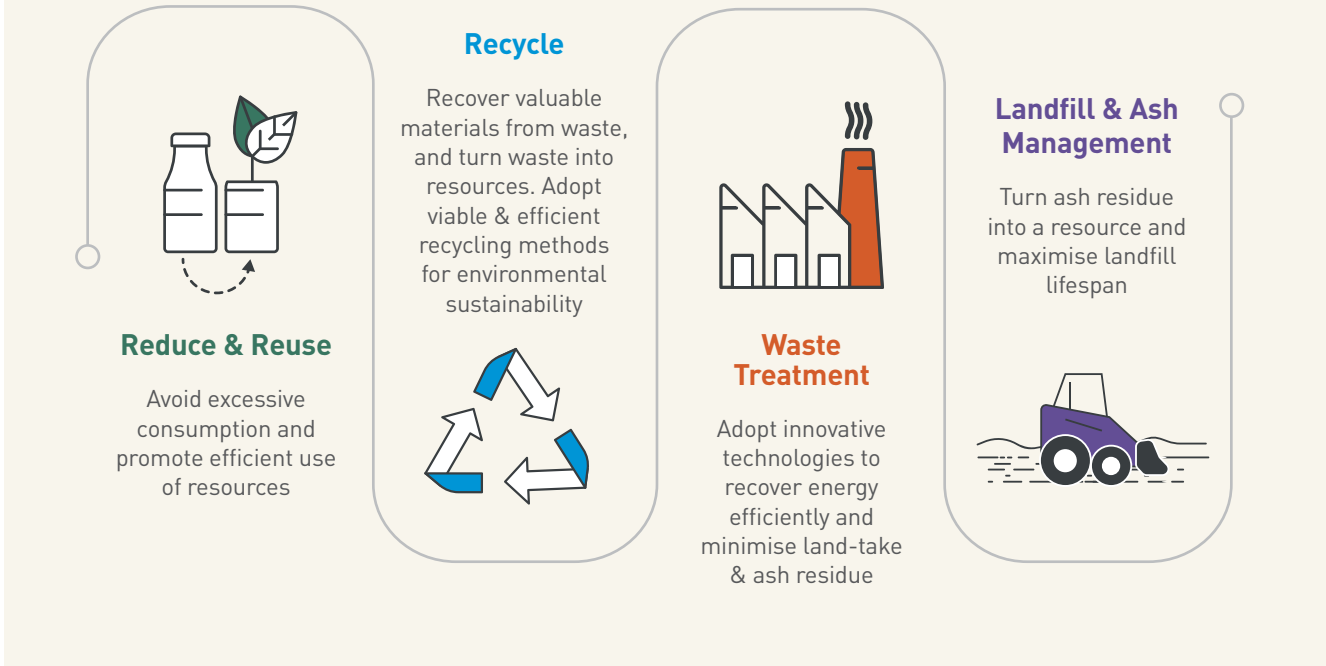 Reduce & Reuse
Avoid excessive
consumption and
promote efficient use
of resources
Recycle
Recover valuable
materials from waste,
and turn waste into
resources. Adopt
viable & efficient
recycling methods
for environmental
sustainability
Waste
Treatment
Adopt innovative
technologies to
recover energy
efficiently and
minimise land-take
& ash residue
Landfill & Ash
Management
Turn ash residue
into a resource and
maximise landfill
lifespan